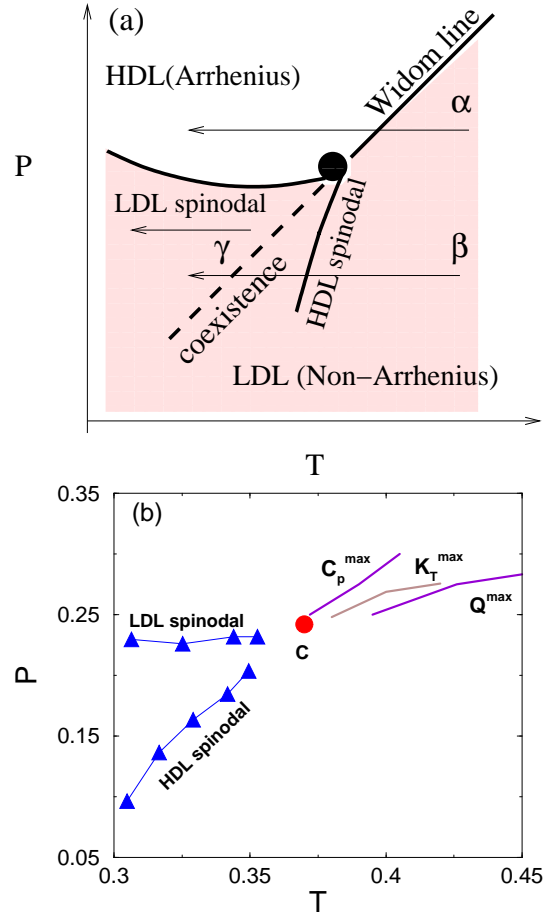 (a)
HDL(Arrhenius)
Widom line
α
P
LDL spinodal
γ
coexistence
HDL spinodal
β
LDL (Non−Arrhenius)
T
(b)
0.35
0.25
0.15
0.05
P
C_p^max
K_T^max
Q^max
LDL spinodal
C
HDL spinodal
0.3 0.35 0.4 0.45
T